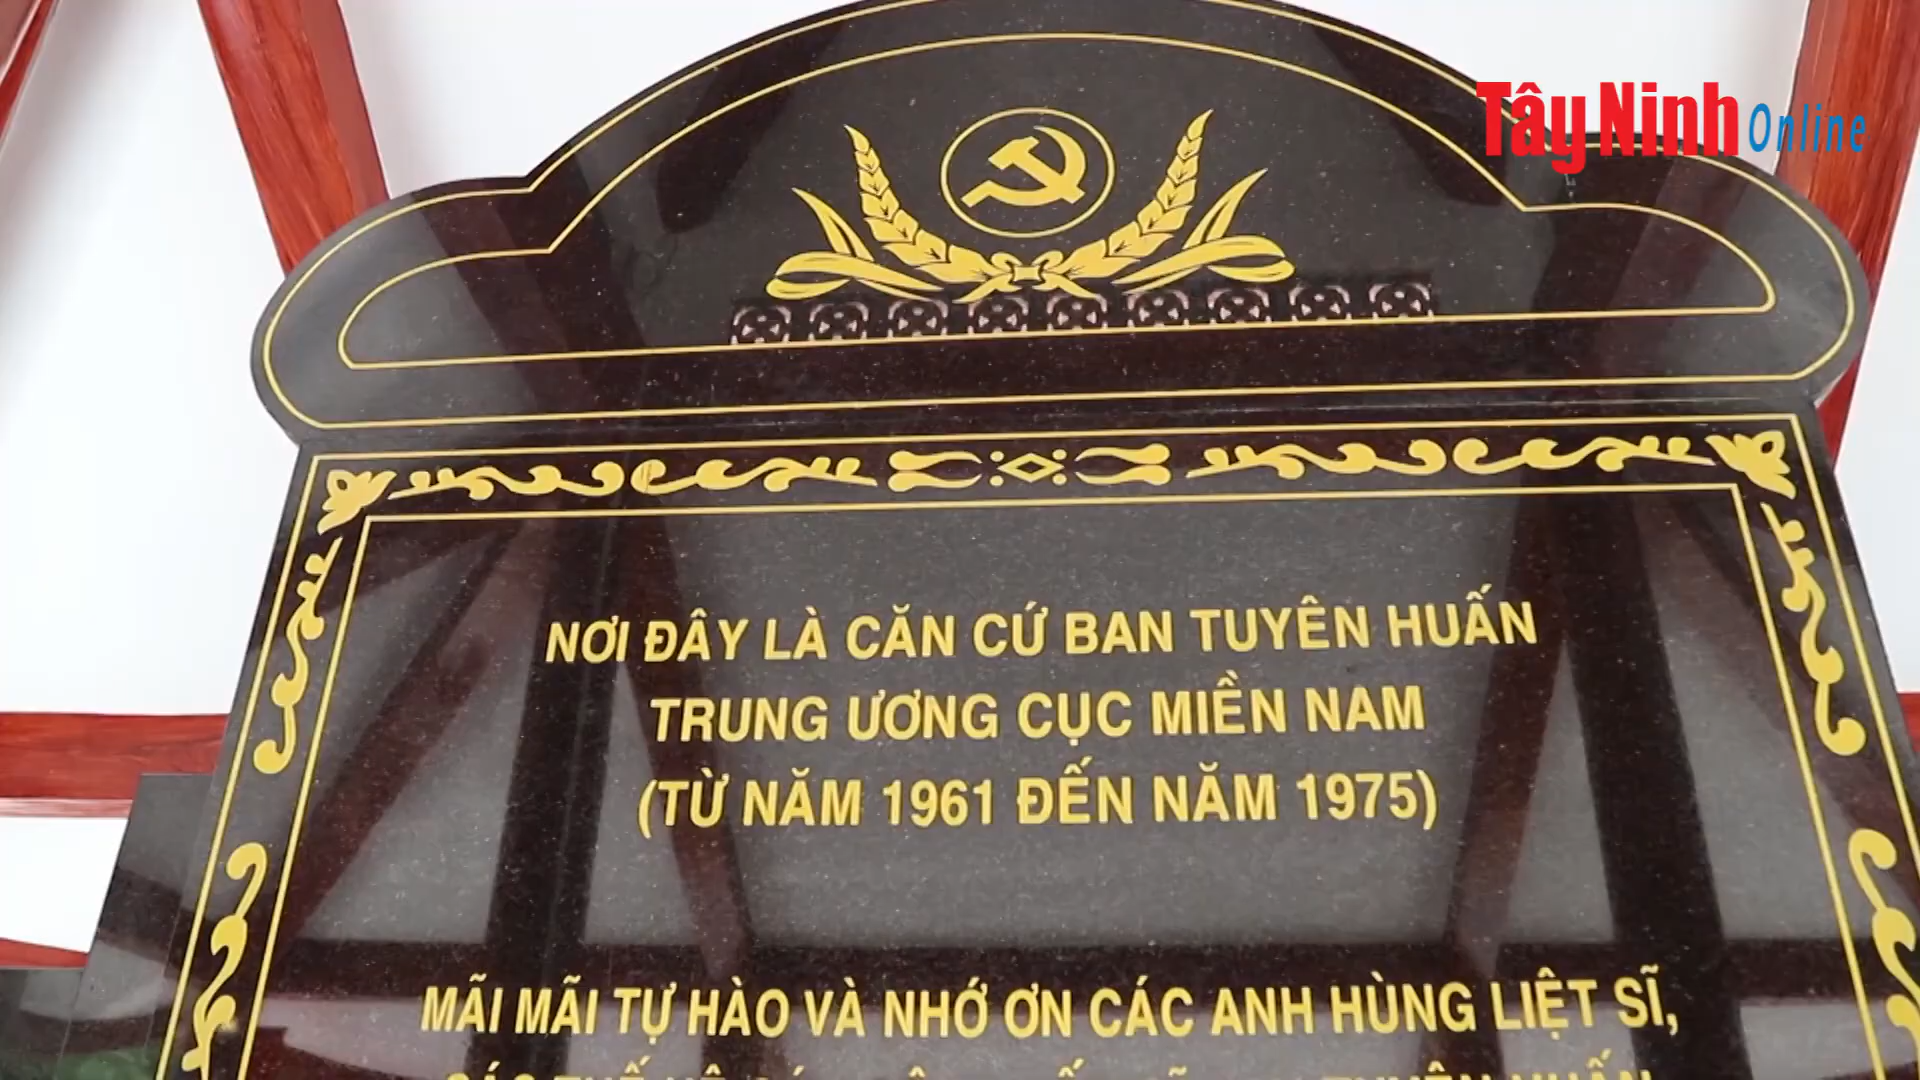 Tây Ninh Online
NƠI ĐÂY LÀ CĂN CỨ BAN TUYÊN HUẤN
TRUNG ƯƠNG CỤC MIỀN NAM
(TỪ NĂM 1961 ĐẾN NĂM 1975)
MÃI MÃI TỰ HÀO VÀ NHỚ ƠN CÁC ANH HÙNG LIỆT SĨ,